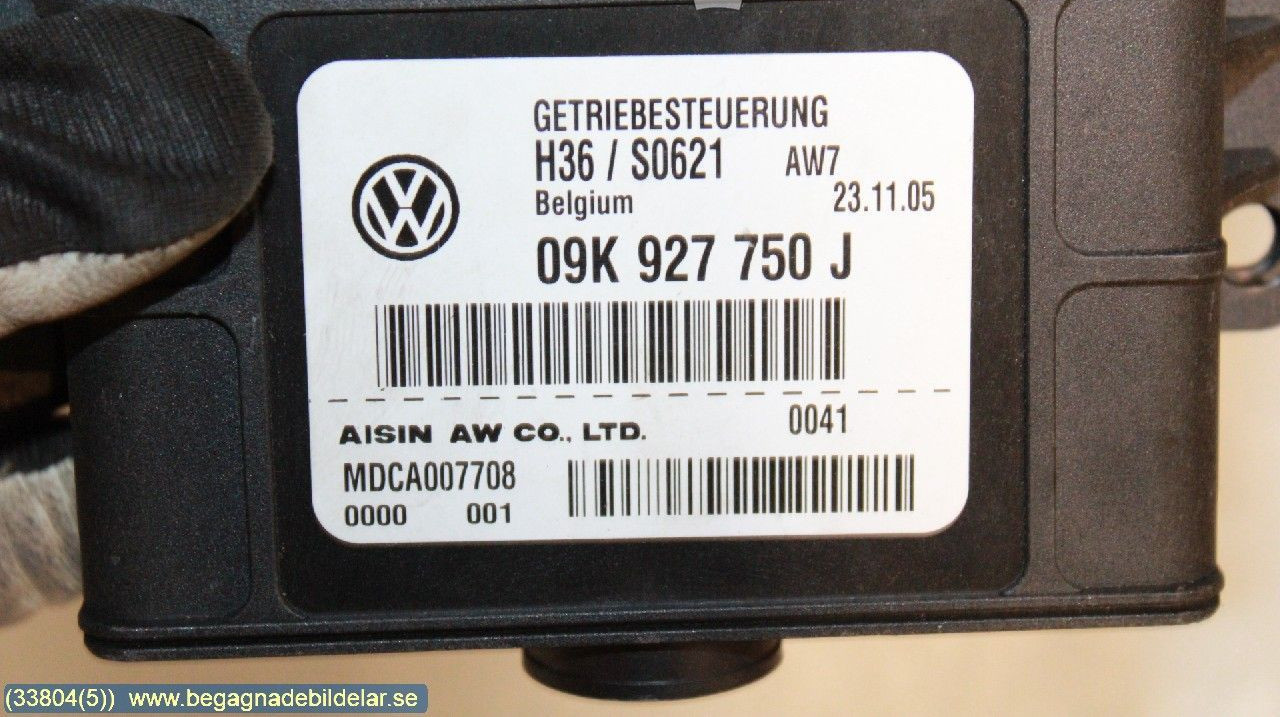 GETRIEBESTEUERUNG
H36 / S0621 AW7
Belgium 23.11.05
09K 927 750 J
AISIN AW CO., LTD. 0041
MDCA007708
0000 001
(33804(5)) www.begagnadebildelar.se